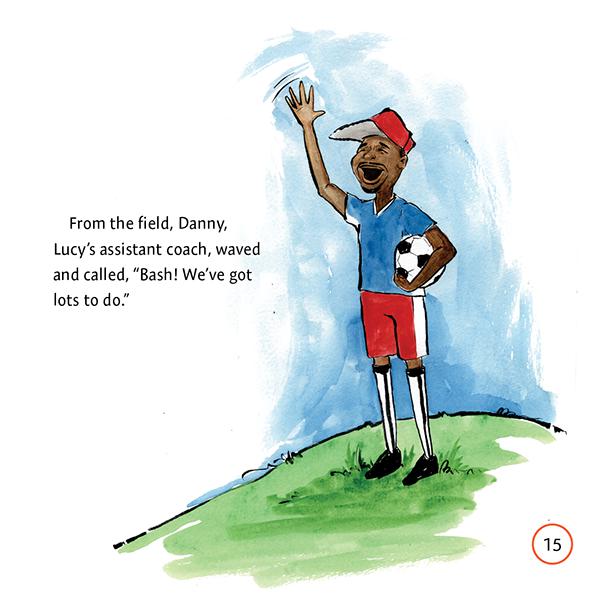 From the field, Danny,
Lucy’s assistant coach, waved
and called, “Bash! We’ve got
lots to do.”
15